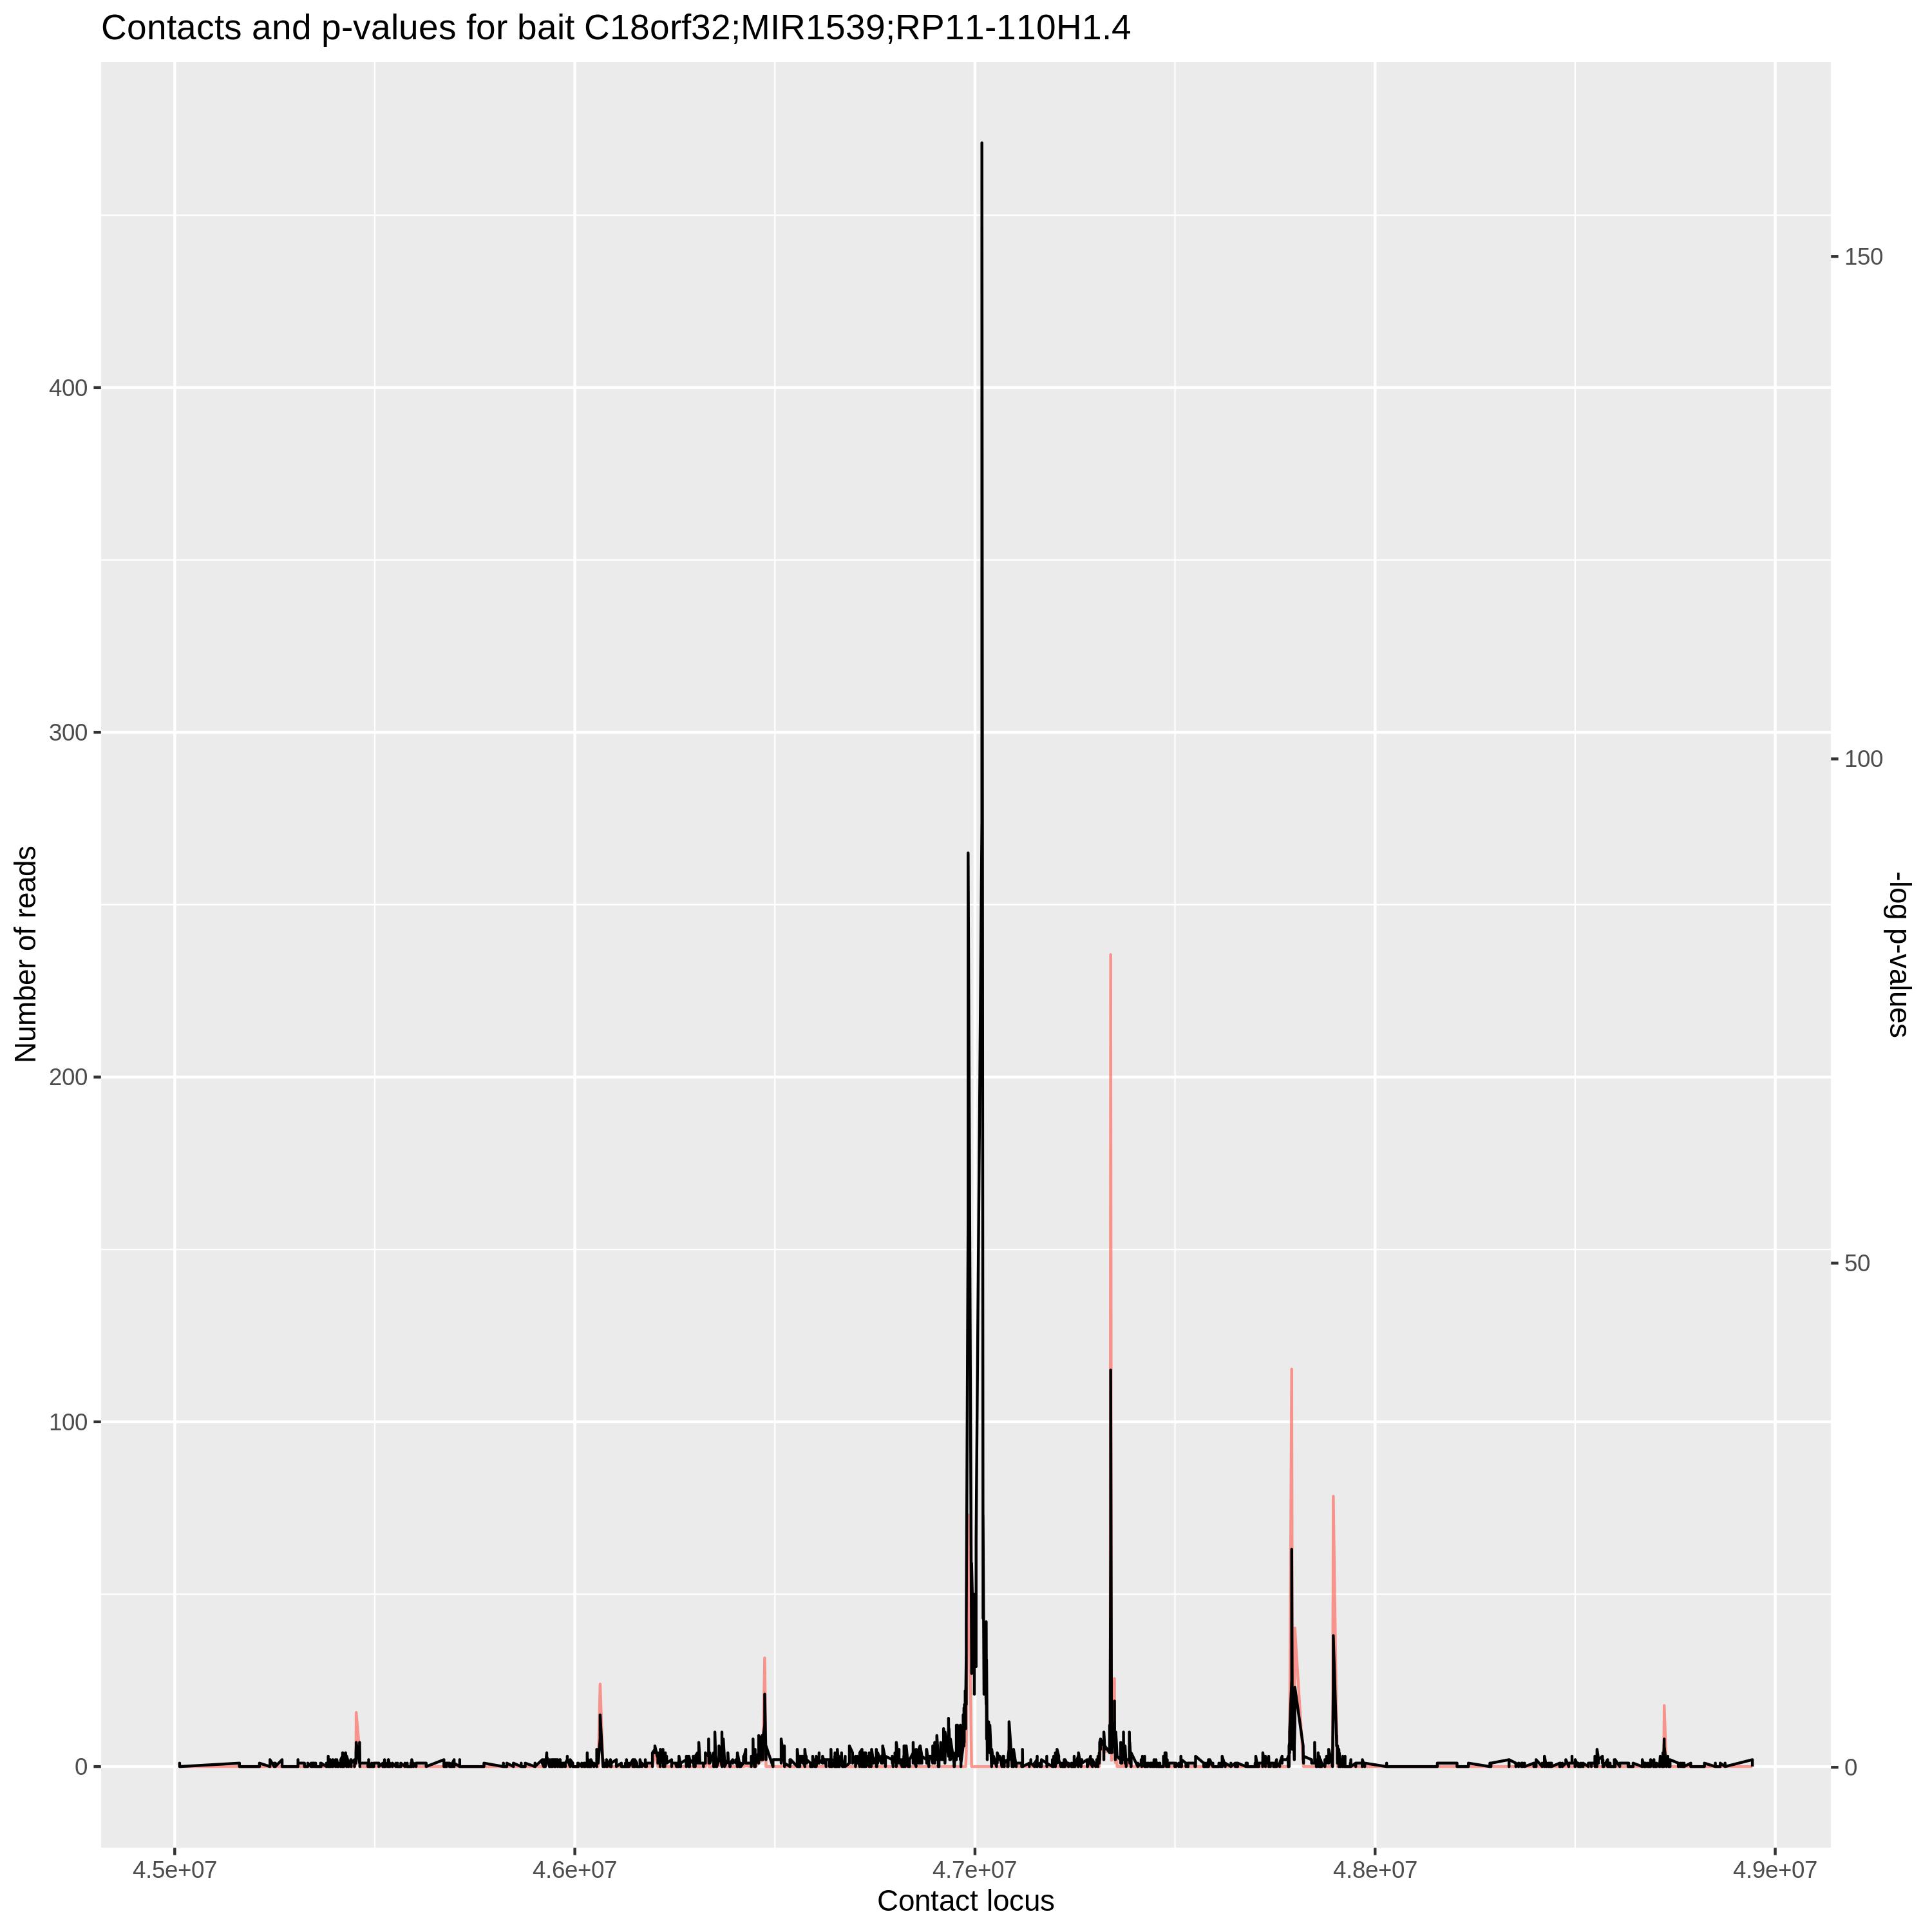 Contacts and p-values for bait C18orf32;MIR1539;RP11-110H1.4
400
300
200
100
0
Number of reads
150
100
50
0
-log p-values
4.5e+07
4.6e+07
4.7e+07
4.8e+07
4.9e+07
Contact locus